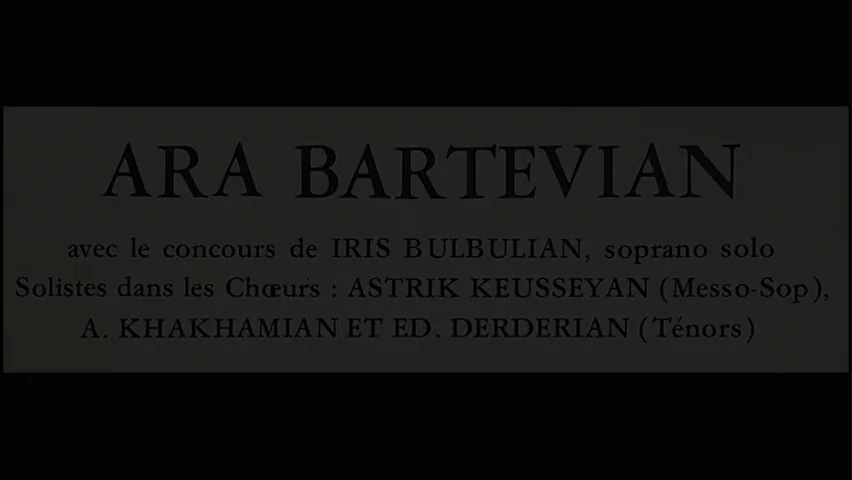 ARA BARTEVIAN
avec le concours de IRIS BULBULIAN, soprano solo
Solistes dans les Chœurs : ASTRIK KEUSSEYAN (Messo-Sop),
A. KHAKHAMIAN ET ED. DERDERIAN (Ténors)